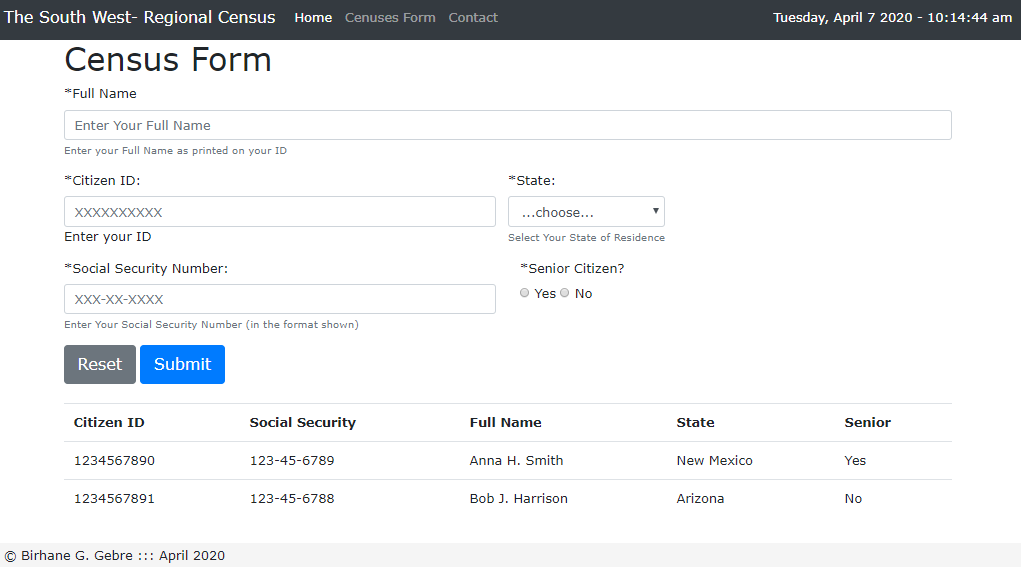 The South West- Regional Census Home Cenuses Form Contact Tuesday, April 7 2020 - 10:14:44 am
Census Form
*Full Name
Enter Your Full Name
Enter your Full Name as printed on your ID
*Citizen ID: *State:
XXXXXXXXXX ...choose...
Enter your ID Select Your State of Residence
*Social Security Number: *Senior Citizen?
XXX-XX-XXXX Yes No
Enter Your Social Security Number (in the format shown)
Reset Submit
Citizen ID Social Security Full Name State Senior
1234567890 123-45-6789 Anna H. Smith New Mexico Yes
1234567891 123-45-6788 Bob J. Harrison Arizona No
© Birhane G. Gebre ::: April 2020